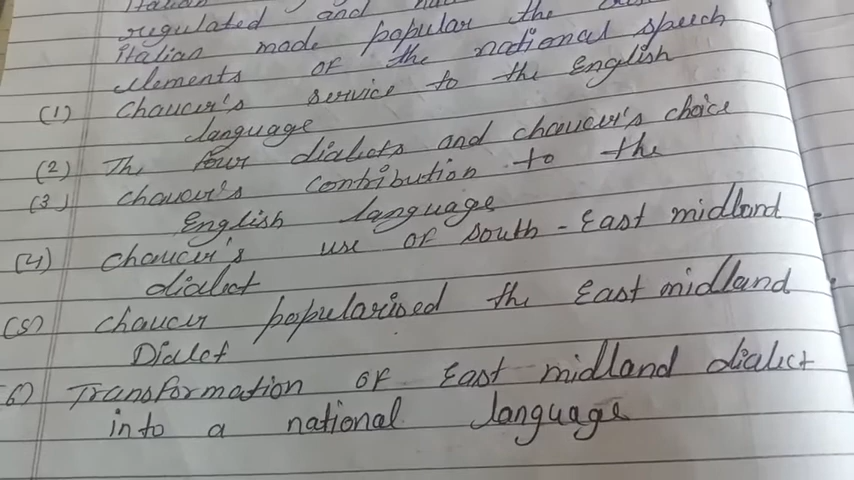 Italian
regulated and
italian made popular the
elements of the national speech
(1) Chaucer's service to the English
language
(2) The four dialects and chaucer's choice
(3) chaucer's contribution to the
English language
(4) Chaucer's use of South-East midland
dialect
(5) Chaucer popularised the East midland
Dialet
6) Transformation of East midland dialect
into a national language